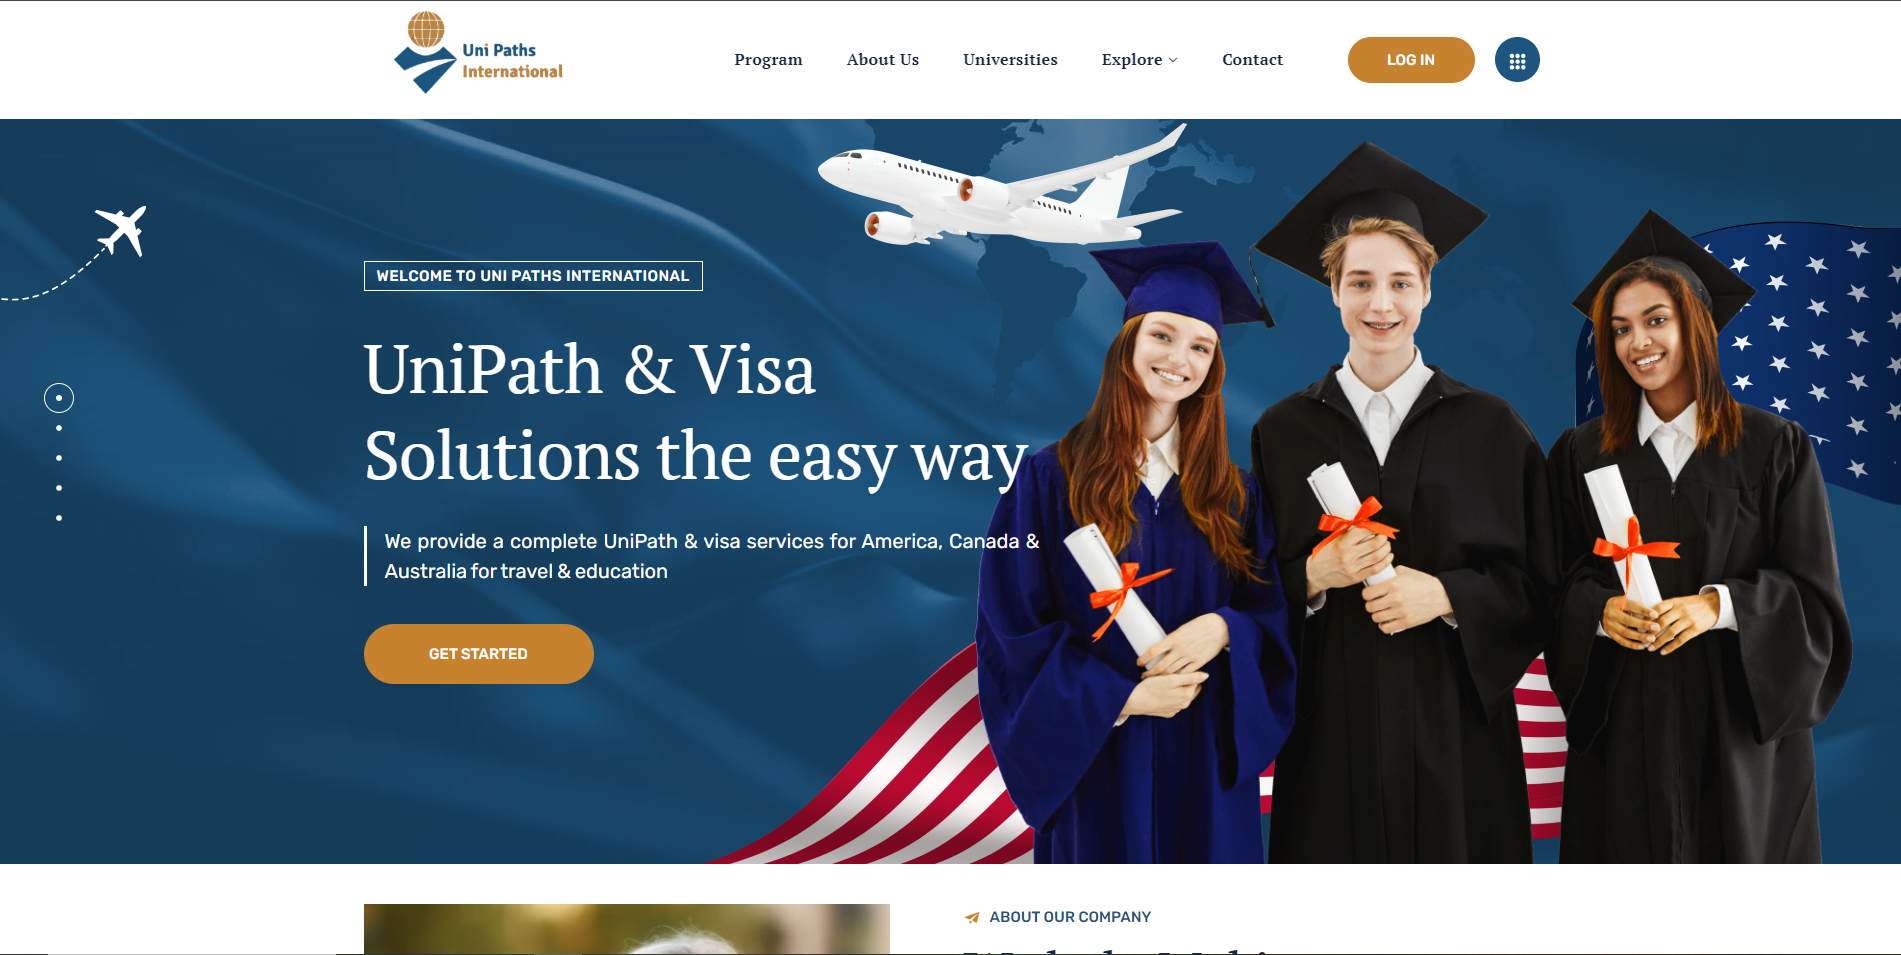 Uni Paths
International
Program
About Us
Universities
Explore
Contact
LOG IN
WELCOME TO UNI PATHS INTERNATIONAL
UniPath & Visa
Solutions the easy way
We provide a complete UniPath & visa services for America, Canada &
Australia for travel & education
GET STARTED
ABOUT OUR COMPANY